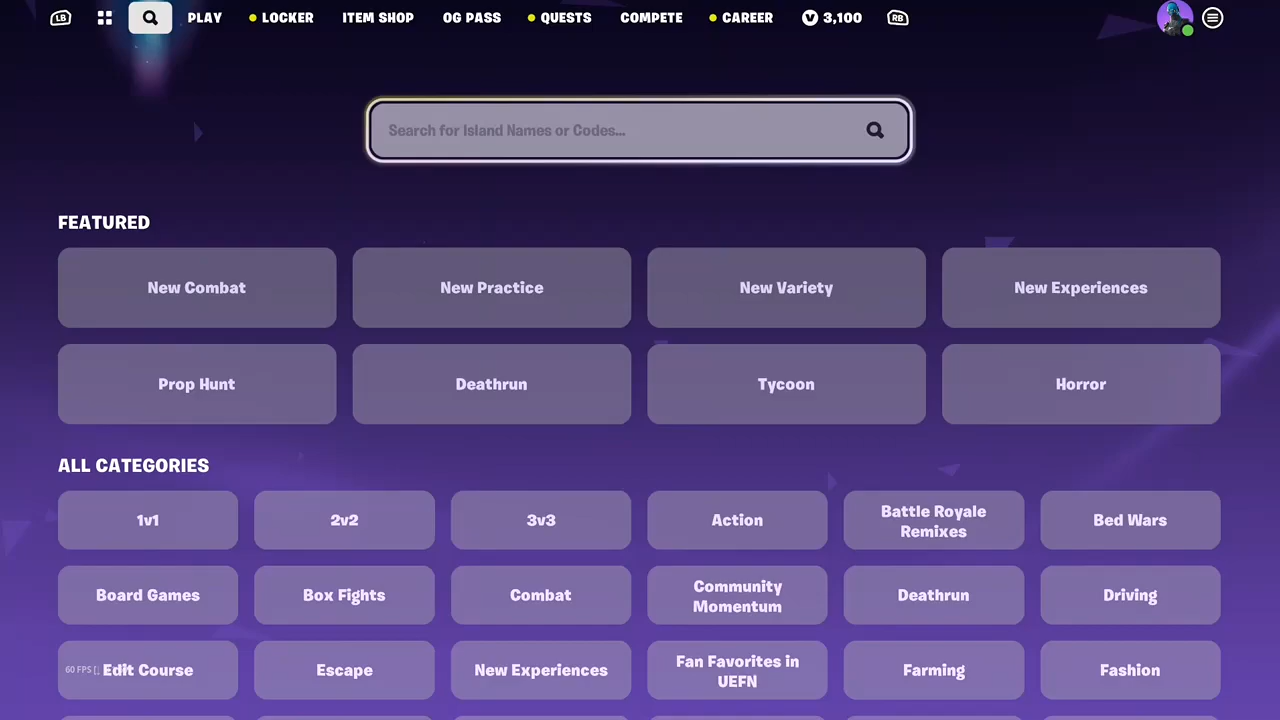 LB PLAY LOCKER ITEM SHOP OG PASS QUESTS COMPETE CAREER V 3,100 RB
Search for Island Names or Codes...
FEATURED
New Combat New Practice New Variety New Experiences
Prop Hunt Deathrun Tycoon Horror
ALL CATEGORIES
1v1 2v2 3v3 Action Battle Royale Remixes Bed Wars
Board Games Box Fights Combat Community Momentum Deathrun Driving
60 FPS [. Edit Course Escape New Experiences Fan Favorites in UEFN Farming Fashion